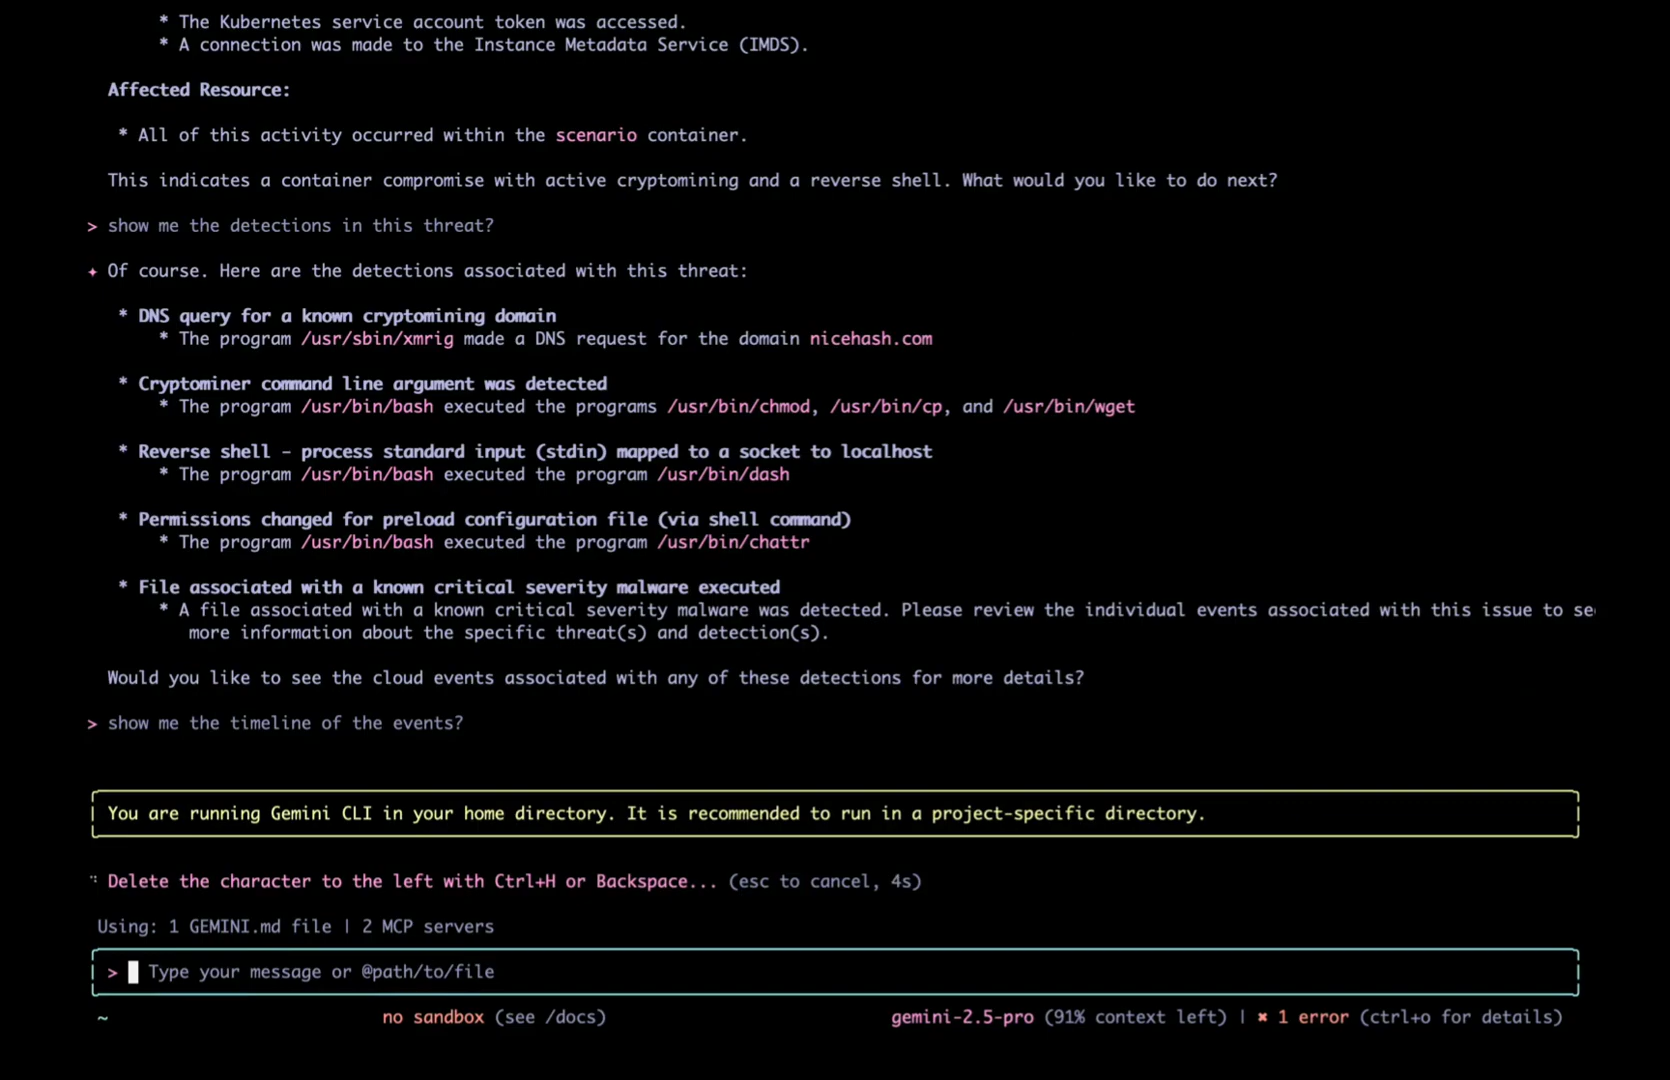 * The Kubernetes service account token was accessed.
* A connection was made to the Instance Metadata Service (IMDS).
Affected Resource:
* All of this activity occurred within the scenario container.
This indicates a container compromise with active cryptomining and a reverse shell. What would you like to do next?
> show me the detections in this threat?
✦ Of course. Here are the detections associated with this threat:
* DNS query for a known cryptomining domain
* The program /usr/sbin/xmrig made a DNS request for the domain nicehash.com
* Cryptominer command line argument was detected
* The program /usr/bin/bash executed the programs /usr/bin/chmod, /usr/bin/cp, and /usr/bin/wget
* Reverse shell – process standard input (stdin) mapped to a socket to localhost
* The program /usr/bin/bash executed the program /usr/bin/dash
* Permissions changed for preload configuration file (via shell command)
* The program /usr/bin/bash executed the program /usr/bin/chattr
* File associated with a known critical severity malware executed
* A file associated with a known critical severity malware was detected. Please review the individual events associated with this issue to se
more information about the specific threat(s) and detection(s).
Would you like to see the cloud events associated with any of these detections for more details?
> show me the timeline of the events?
You are running Gemini CLI in your home directory. It is recommended to run in a project-specific directory.
Delete the character to the left with Ctrl+H or Backspace... (esc to cancel, 4s)
Using: 1 GEMINI.md file | 2 MCP servers
> Type your message or @path/to/file
~ no sandbox (see /docs) gemini-2.5-pro (91% context left) | ✖ 1 error (ctrl+o for details)